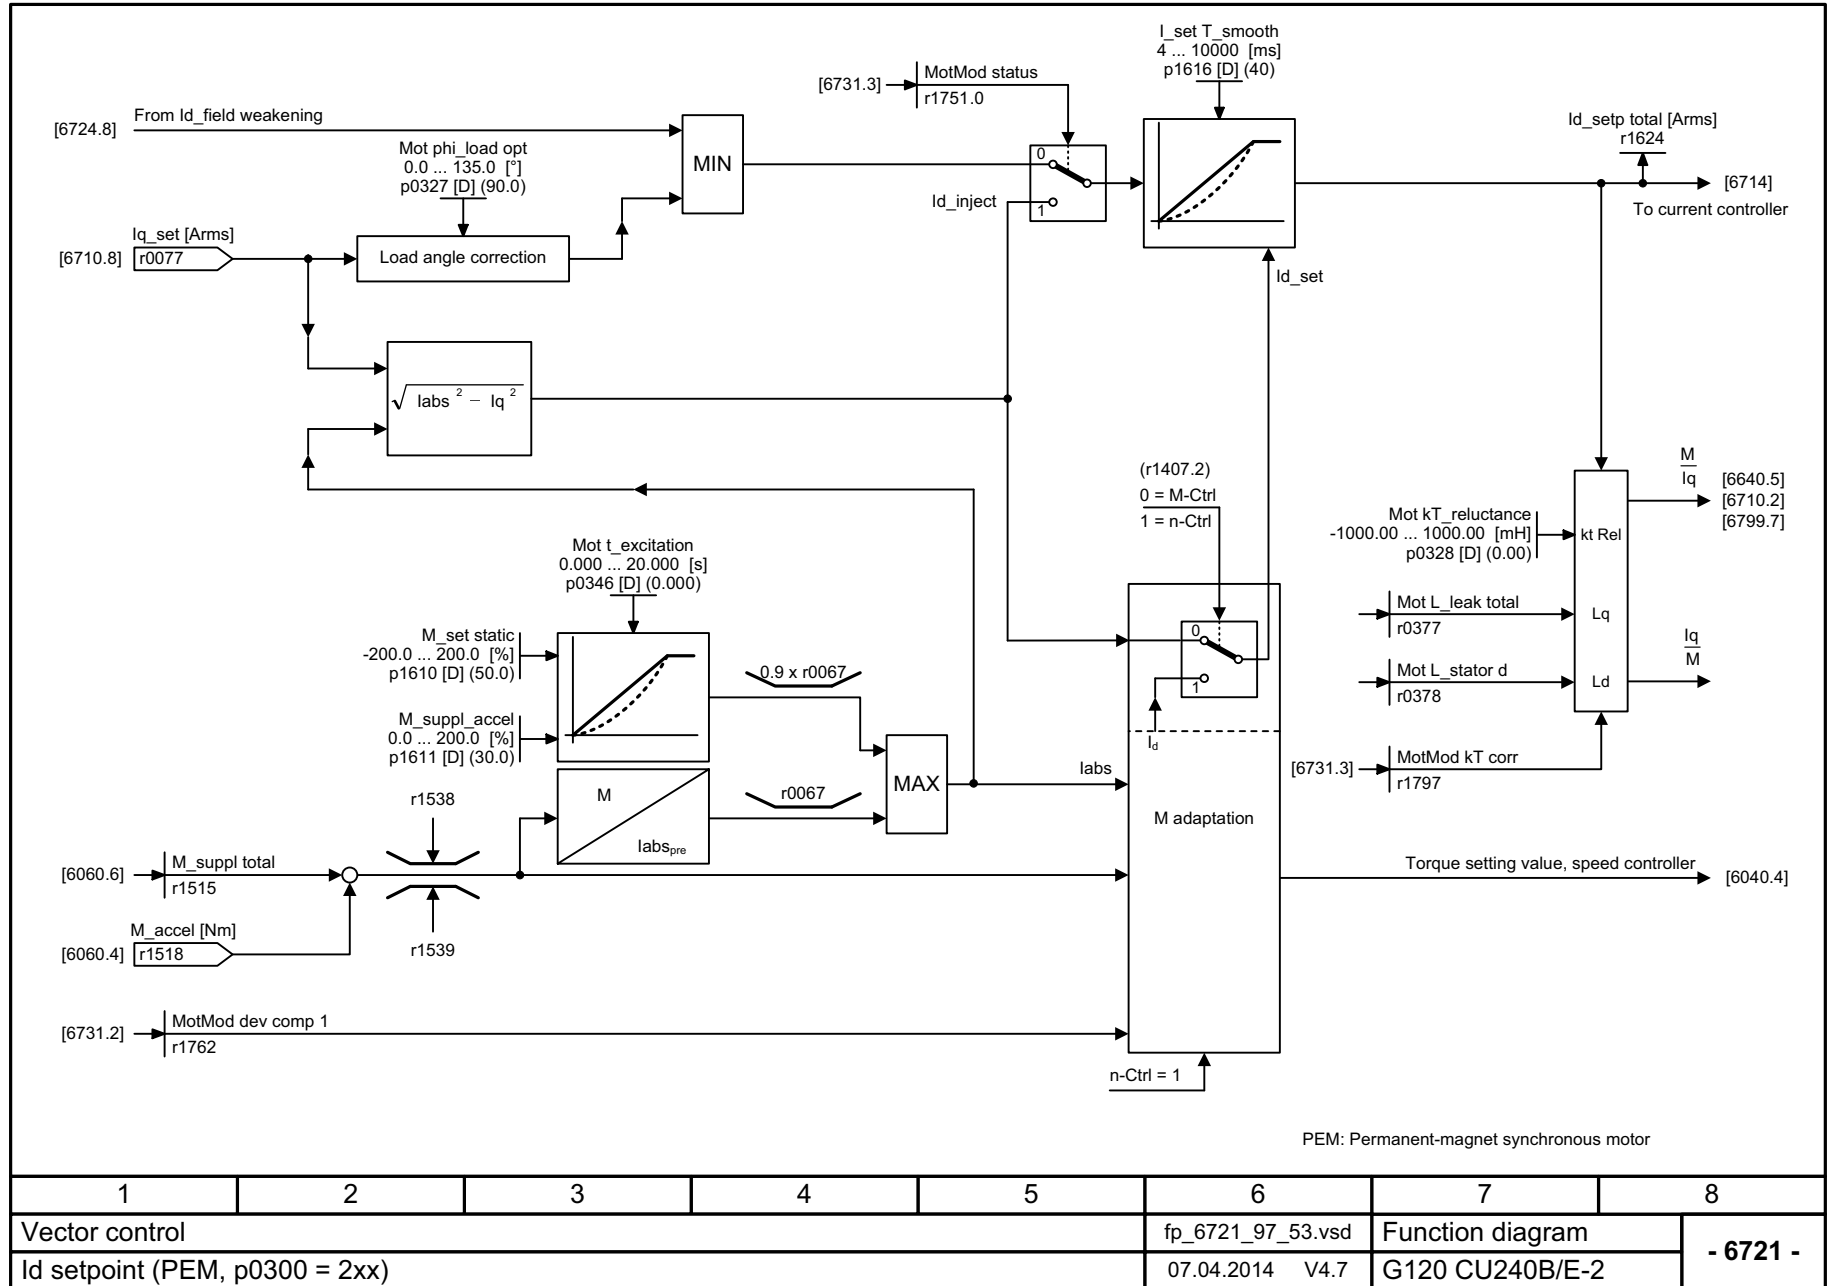 I_set T_smooth
4 ... 10000 [ms]
p1616 [D] (40)
[6731.3]
MotMod status
r1751.0
[6724.8]
From Id_field weakening
Id_setp total [Arms]
r1624
Mot phi_load opt
0.0 ... 135.0 [°]
p0327 [D] (90.0)
MIN
0
1
Id_inject
[6714]
To current controller
Iq_set [Arms]
[6710.8]
r0077
Load angle correction
Id_set
√ Iabs ² – Iq ²
(r1407.2)
0 = M-Ctrl
1 = n-Ctrl
M
Iq
[6640.5]
[6710.2]
[6799.7]
Mot kT_reluctance
-1000.00 ... 1000.00 [mH]
p0328 [D] (0.00)
kt Rel
Mot t_excitation
0.000 ... 20.000 [s]
p0346 [D] (0.000)
Mot L_leak total
r0377
Lq
M_set static
-200.0 ... 200.0 [%]
p1610 [D] (50.0)
0.9 x r0067
0
1
Iq
M
Mot L_stator d
r0378
Ld
M_suppl_accel
0.0 ... 200.0 [%]
p1611 [D] (30.0)
Id
[6731.3]
MotMod kT corr
r1797
Iabs
MAX
r0067
M
Iabspre
r1538
M adaptation
[6060.6]
M_suppl total
r1515
Torque setting value, speed controller
[6040.4]
M_accel [Nm]
[6060.4]
r1518
r1539
[6731.2]
MotMod dev comp 1
r1762
n-Ctrl = 1
PEM: Permanent-magnet synchronous motor
1 2 3 4 5 6 7 8
Vector control
fp_6721_97_53.vsd
Function diagram
- 6721 -
Id setpoint (PEM, p0300 = 2xx)
07.04.2014 V4.7
G120 CU240B/E-2